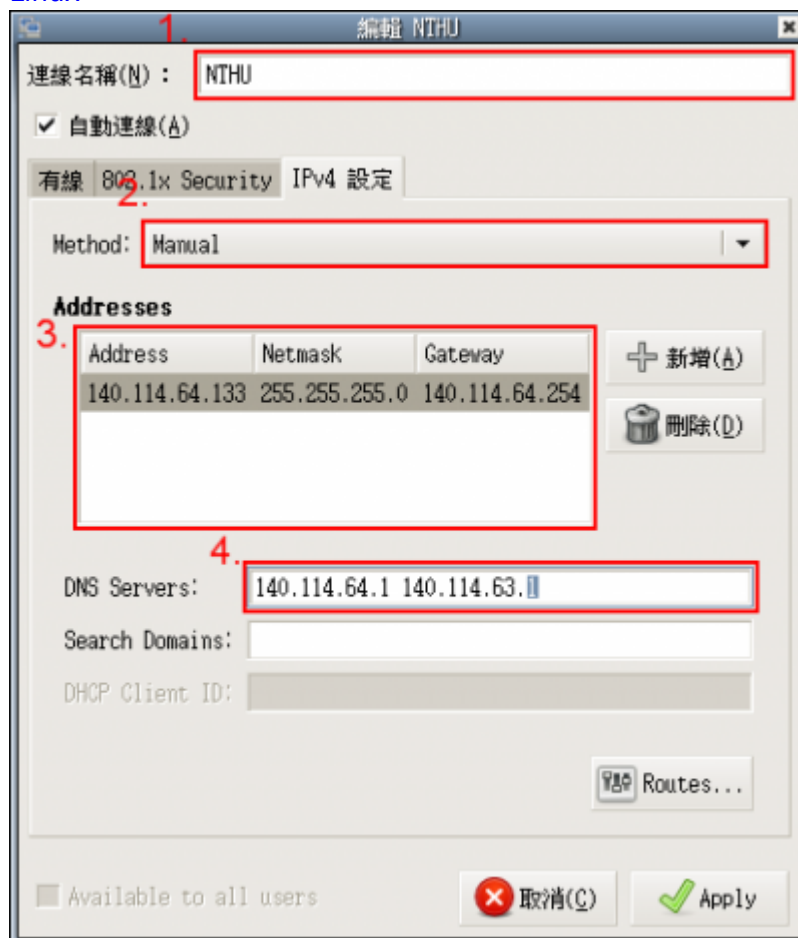 1.
編輯 NTHU
連線名稱(N) : NTHU
自動連線(A)
有線 802.1x Security IPv4 設定
2.
Method: Manual
Addresses
3.
Address Netmask Gateway
140.114.64.133 255.255.255.0 140.114.64.254
新增(A)
刪除(D)
4.
DNS Servers: 140.114.64.1 140.114.63.1
Search Domains:
DHCP Client ID:
Routes...
Available to all users
取消(C)
Apply